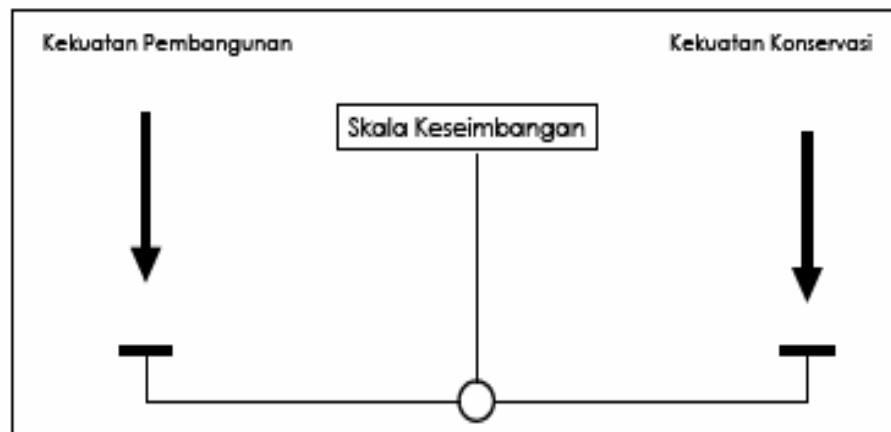 Kekuatan Pembangunan
Kekuatan Konservasi
Skala Keseimbangan